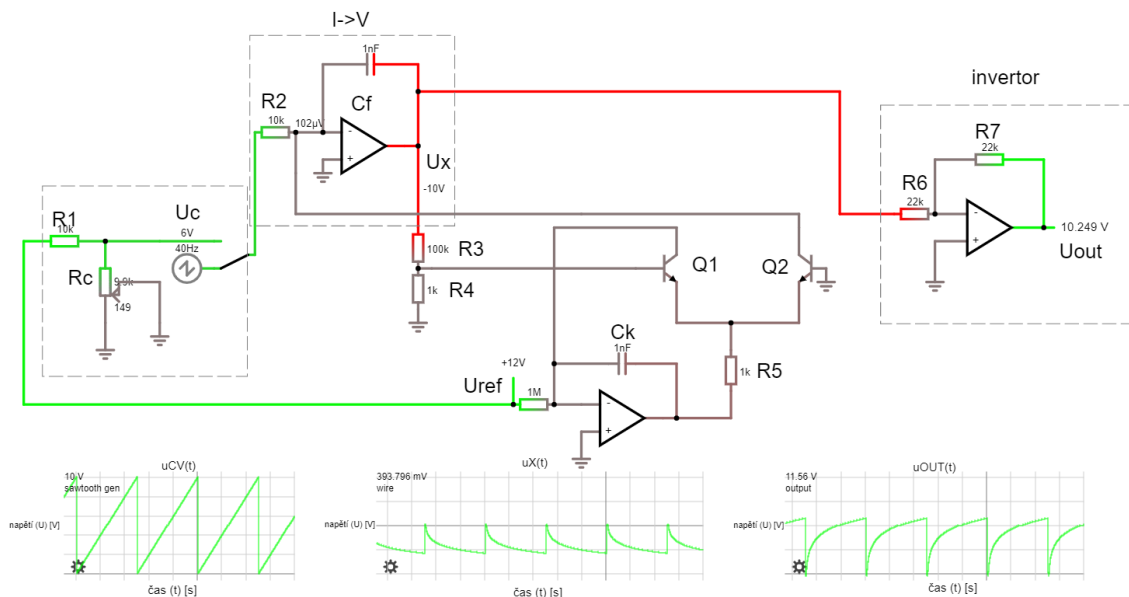 I->V
1nF
invertor
R2
10k
102µV
Cf
-
+
Ux
-10V
R7
22k
R6
22k
-
+
10.249 V
Uout
R1
10k
Uc
6V
40Hz
Rc
9.9k
149
R3
100k
R4
1k
Q1
Q2
Ck
1nF
R5
1k
+12V
Uref
1M
-
+
uCV(t)
10 V
sawtooth gen
napětí (U) [V]
čas (t) [s]
uX(t)
393.796 mV
wire
napětí (U) [V]
čas (t) [s]
uOUT(t)
11.56 V
output
napětí (U) [V]
čas (t) [s]